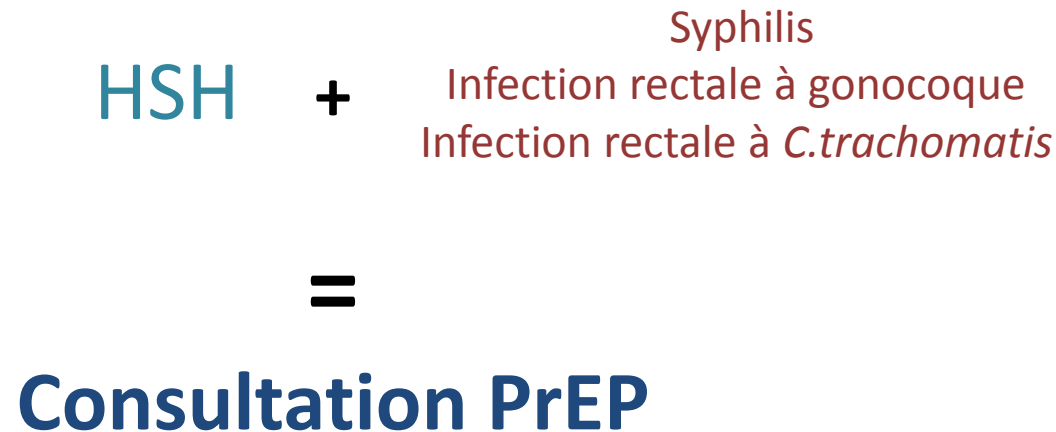 Syphilis
HSH + Infection rectale à gonocoque
Infection rectale à C.trachomatis
=
Consultation PrEP